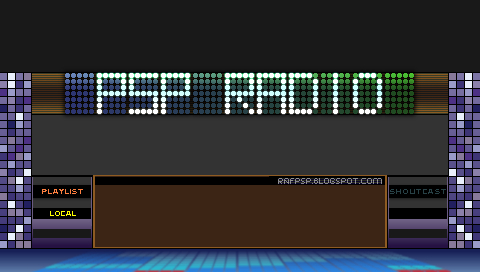 PSP RADIO
RAFPSP.BLOGSPOT.COM
PLAYLIST
SHOUTCAST
LOCAL